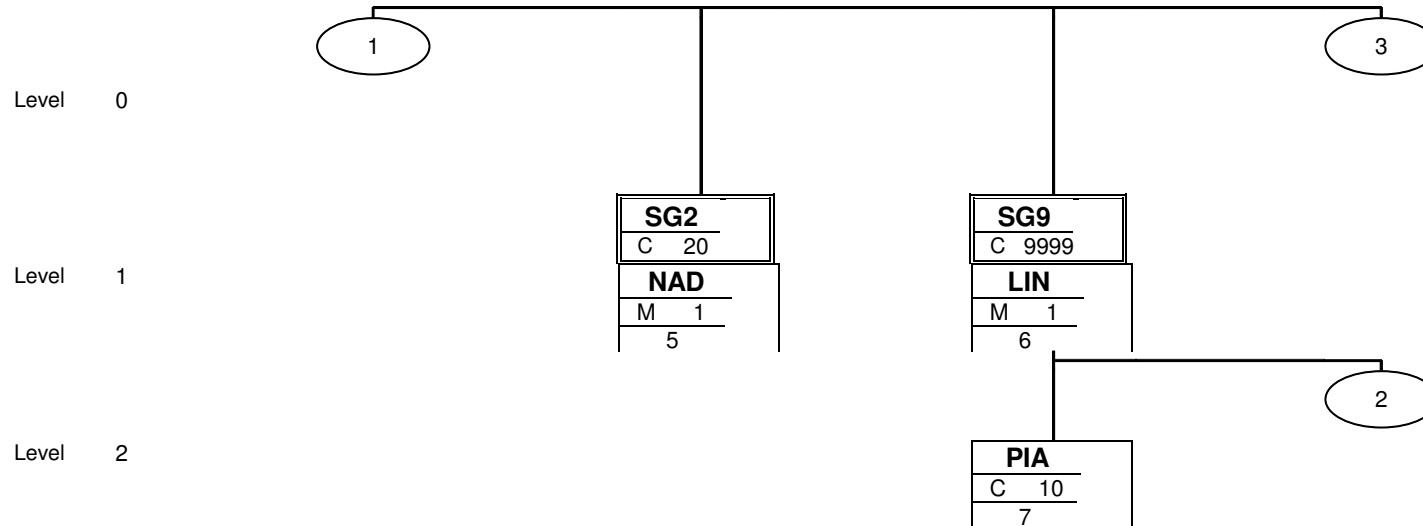 1 3
Level 0
SG2 SG9
C 20 C 9999
Level 1
NAD LIN
M 1 M 1
5 6
2
Level 2
PIA
C 10
7